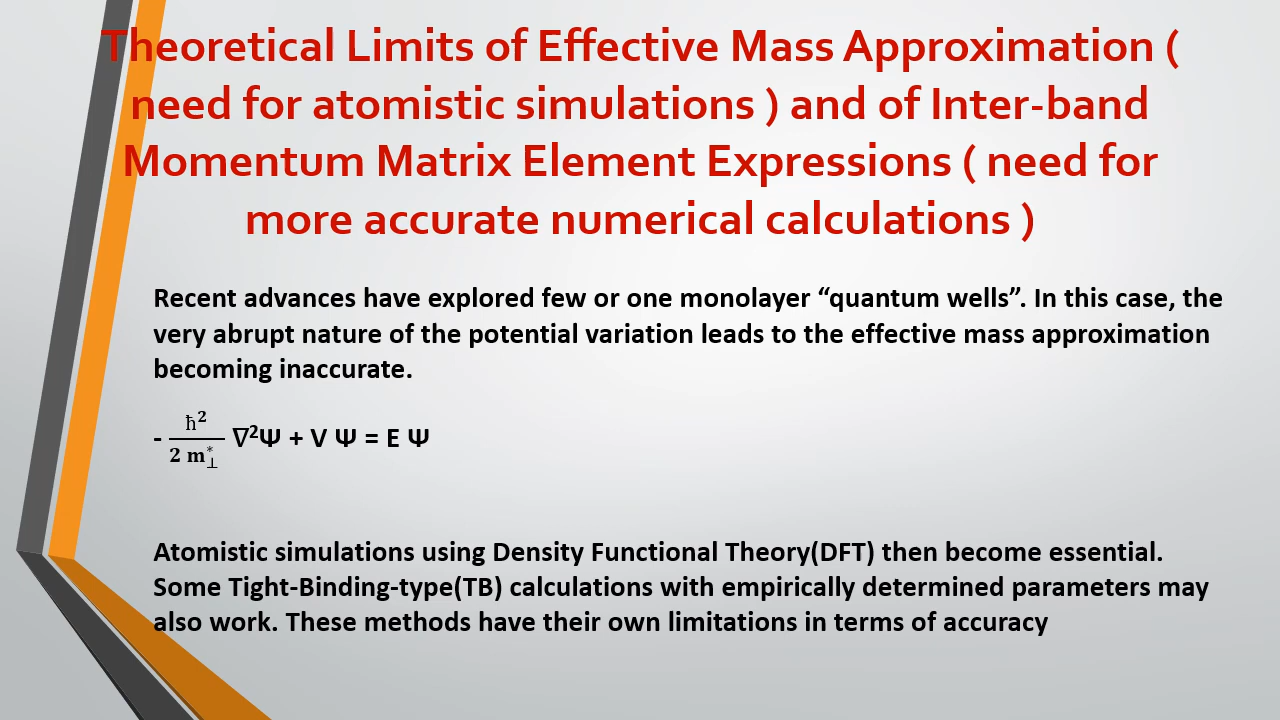 Theoretical Limits of Effective Mass Approximation (
need for atomistic simulations ) and of Inter-band
Momentum Matrix Element Expressions ( need for
more accurate numerical calculations )
Recent advances have explored few or one monolayer “quantum wells”. In this case, the
very abrupt nature of the potential variation leads to the effective mass approximation
becoming inaccurate.
- ħ²/2 m*⊥ ∇²Ψ + V Ψ = E Ψ
Atomistic simulations using Density Functional Theory(DFT) then become essential.
Some Tight-Binding-type(TB) calculations with empirically determined parameters may
also work. These methods have their own limitations in terms of accuracy